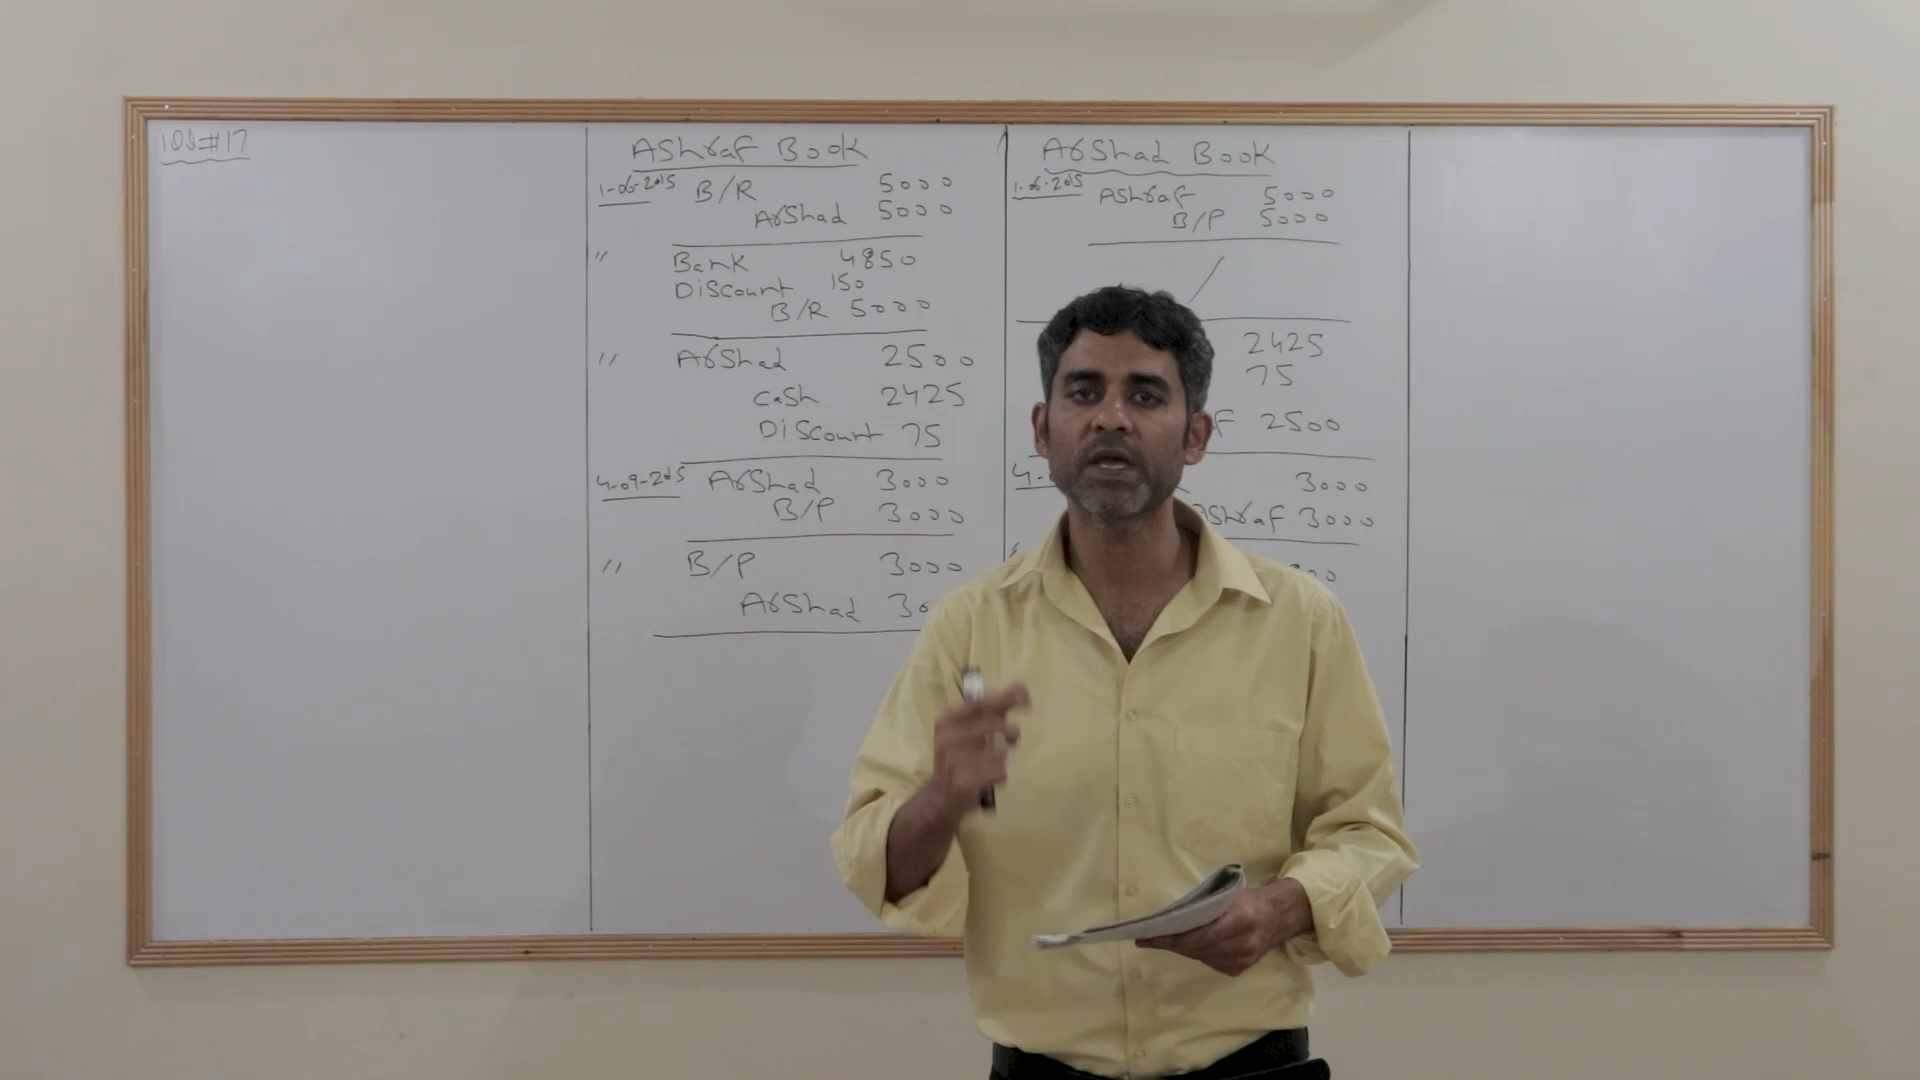 iQS#17
AShraf Book
1-06-2015 B/R 5000
ArShad 5000
" Bank 4850
Discount 150
B/R 5000
" ArShad 2500
cash 2425
Discount 75
4-09-2015 ArShad 3000
B/P 3000
" B/P 3000
ArShad 30
ArShad Book
1-06-2015 AShraf 5000
B/P 5000
2425
75
F 2500
3000
AShraf 3000